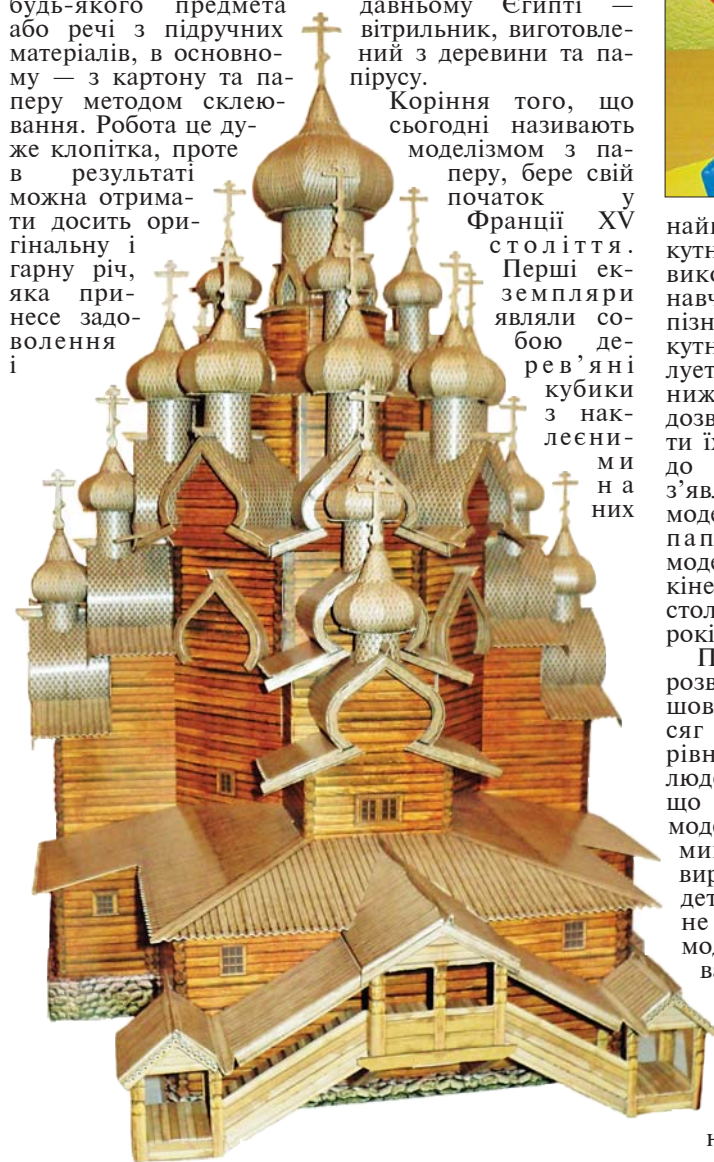 будь-якого предмета
або речі з підручних
матеріалів, в основно-
му — з картону та па-
перу методом склею-
вання. Робота це ду-
же клопітка, проте
в результаті
можна отрима-
ти досить ори-
гінальну і
гарну річ,
яка при-
несе задо-
волення
і
давньому Єгипті —
вітрильник, виготовле-
ний з деревини та па-
пірусу.
Коріння того, що
сьогодні називають
моделізмом з па-
перу, бере свій
початок у
Франції XV
століття.
Перші ек-
земпляри
являли со-
бою де-
рев’яні
кубики
з нак-
леєни-
ми
на
них
кутн
вико
навч
пізн
кутн
лует
ниж
дозв
ти їх
до
з’явл
моде
пап
моде
кіне
стол
рокі
П
розв
шов
сяг
рівн
люд
що
моде
ми
вир
дет
не
мод